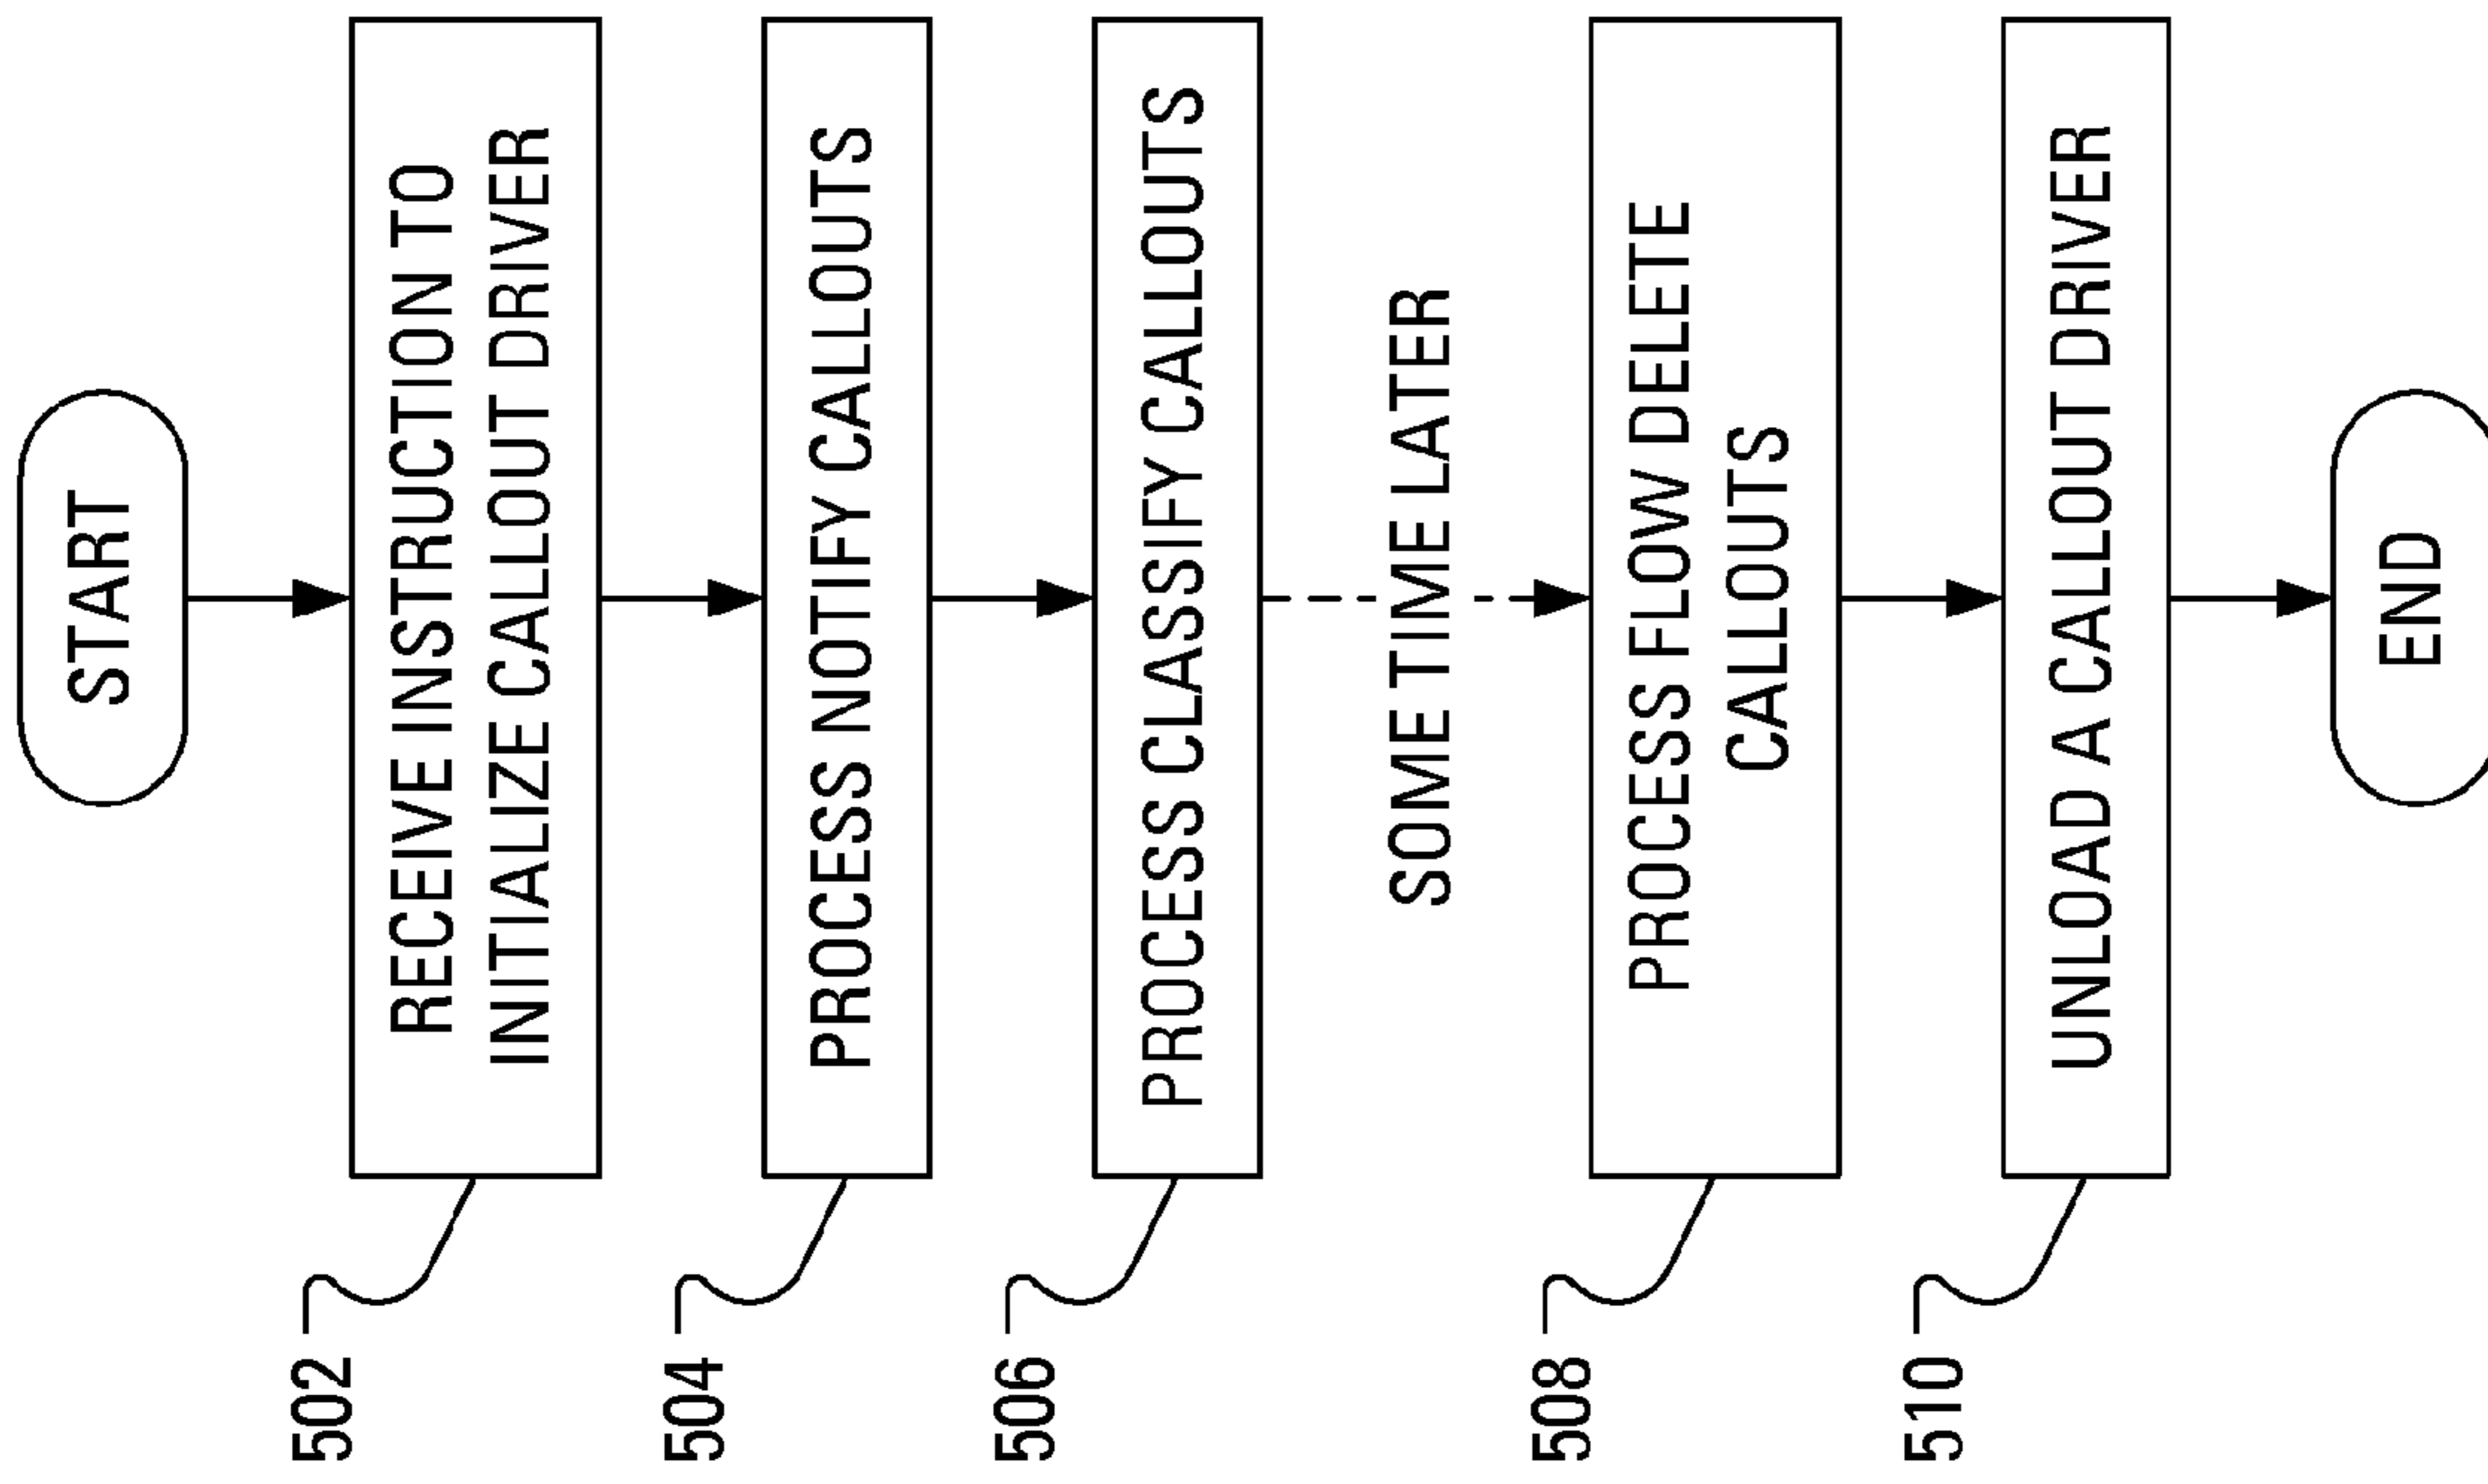 START
502
RECEIVE INSTRUCTION TO
INITIALIZE CALLOUT DRIVER
504
PROCESS NOTIFY CALLOUTS
506
PROCESS CLASSIFY CALLOUTS
SOME TIME LATER
508
PROCESS FLOW DELETE
CALLOUTS
510
UNLOAD A CALLOUT DRIVER
END